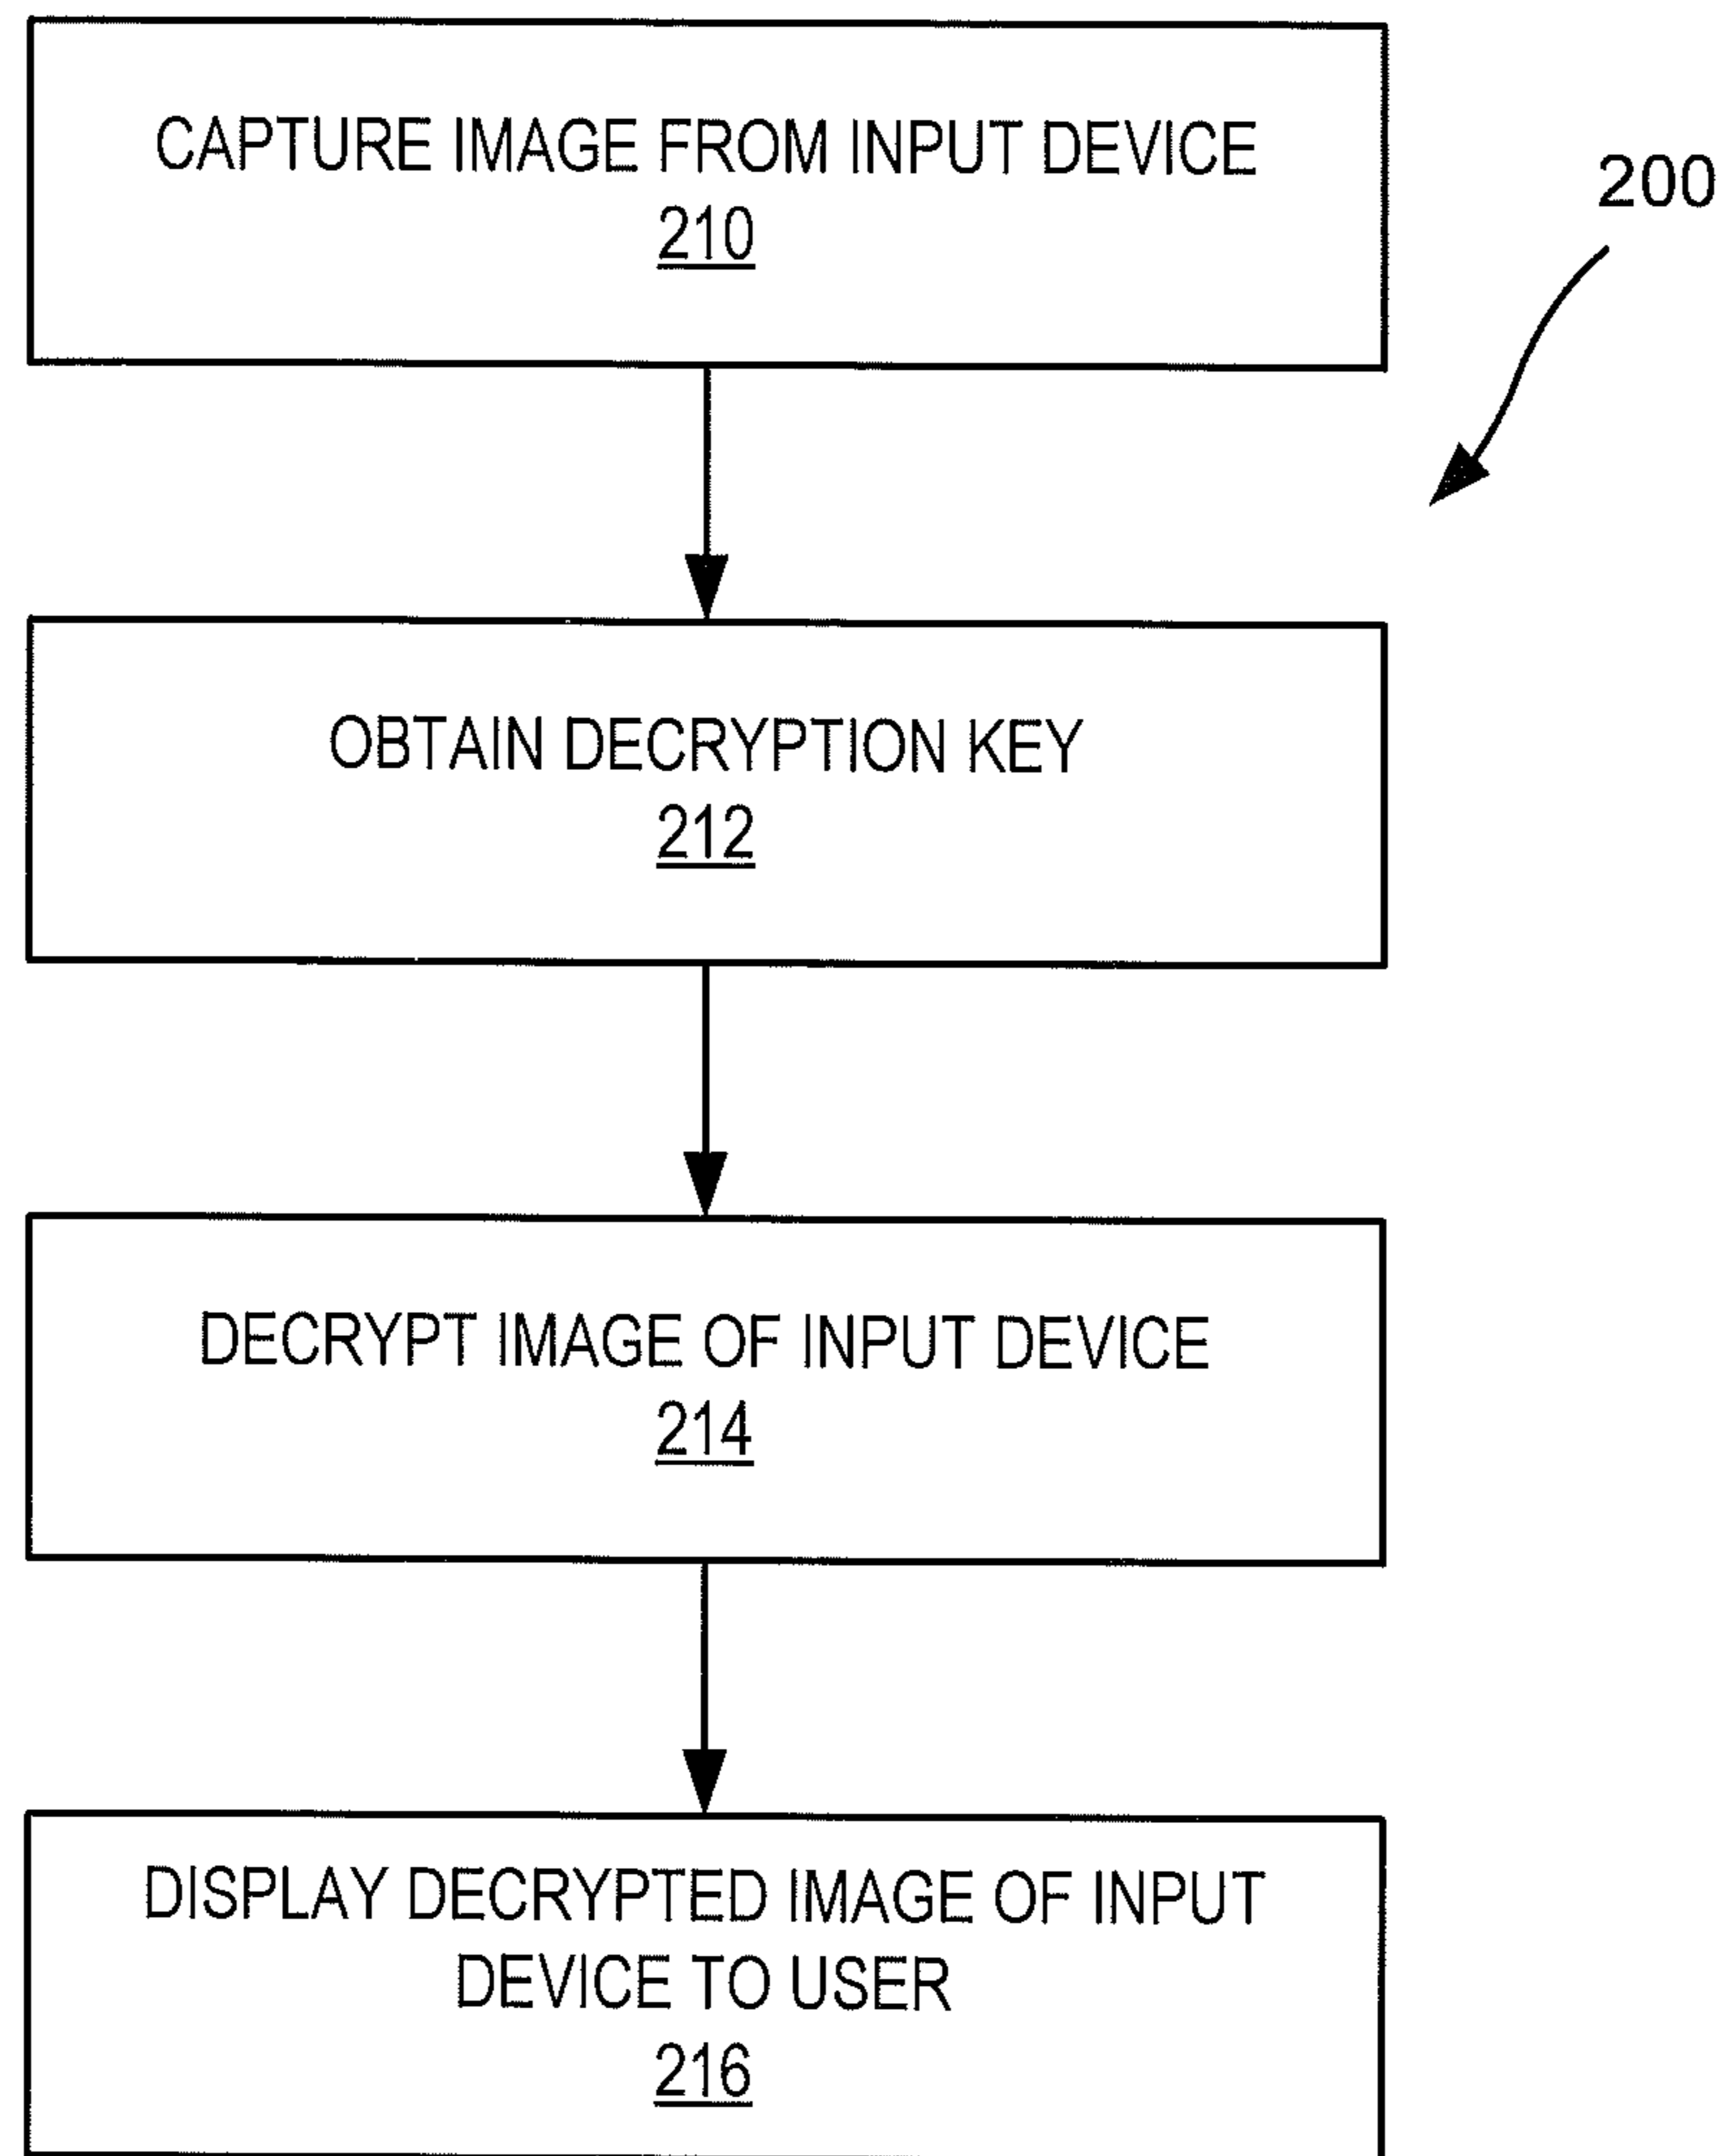 CAPTURE IMAGE FROM INPUT DEVICE
210
200
OBTAIN DECRYPTION KEY
212
DECRYPT IMAGE OF INPUT DEVICE
214
DISPLAY DECRYPTED IMAGE OF INPUT
DEVICE TO USER
216